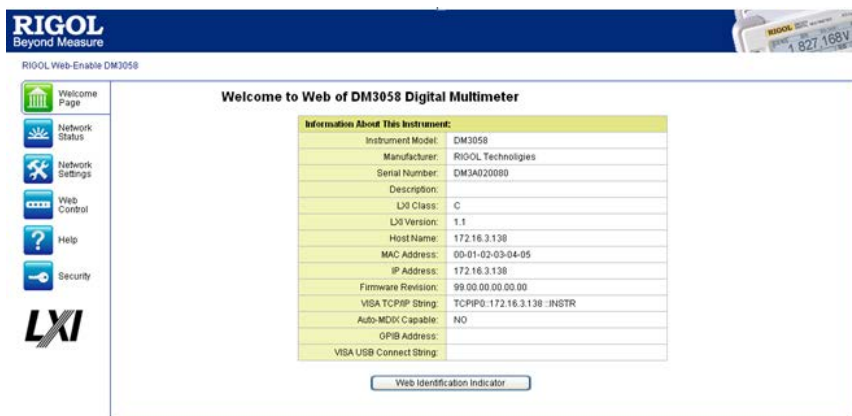 RIGOL
Beyond Measure
RIGOL
1 827.168V
RIGOL Web-Enable DM3058
Welcome Page
Network Status
Network Settings
Web Control
Help
Security
LXI
Welcome to Web of DM3058 Digital Multimeter
Information About This Instrument:
Instrument Model: DM3058
Manufacturer: RIGOL Technoligies
Serial Number: DM3A020080
Description:
LXI Class: C
LXI Version: 1.1
Host Name: 172.16.3.138
MAC Address: 00-01-02-03-04-05
IP Address: 172.16.3.138
Firmware Revision: 99.00.00.00.00.00
VISA TCP/IP String: TCPIP0::172.16.3.138::INSTR
Auto-MDIX Capable: NO
GPIB Address:
VISA USB Connect String:
Web Identification Indicator